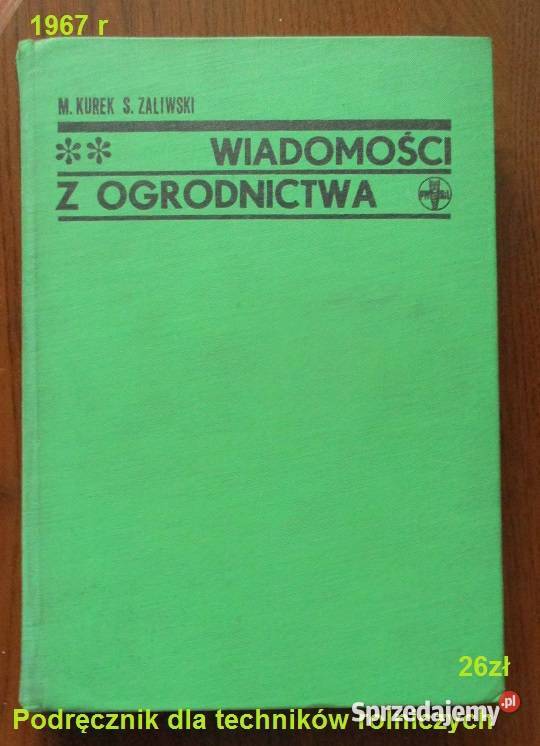 1967 r
M. KUREK S. ZALIWSKI
** WIADOMOŚCI
Z OGRODNICTWA
26zł
Sprzedajemy.pl
Podręcznik dla techników rolniczych